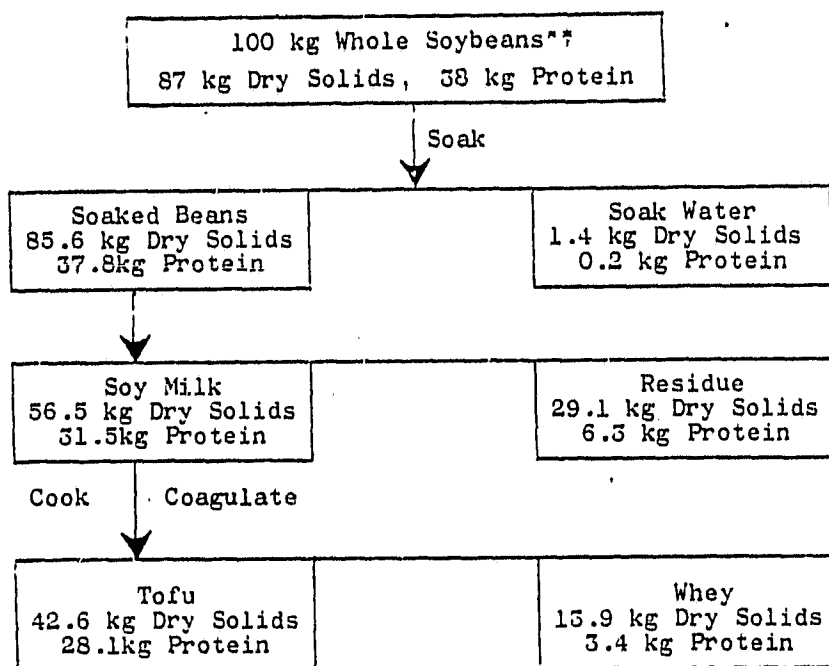 100 kg Whole Soybeans**†
87 kg Dry Solids, 38 kg Protein
Soak
Soaked Beans
85.6 kg Dry Solids
37.8kg Protein
Soak Water
1.4 kg Dry Solids
0.2 kg Protein
Soy Milk
56.5 kg Dry Solids
31.5kg Protein
Residue
29.1 kg Dry Solids
6.3 kg Protein
Cook Coagulate
Tofu
42.6 kg Dry Solids
28.1kg Protein
Whey
13.9 kg Dry Solids
3.4 kg Protein